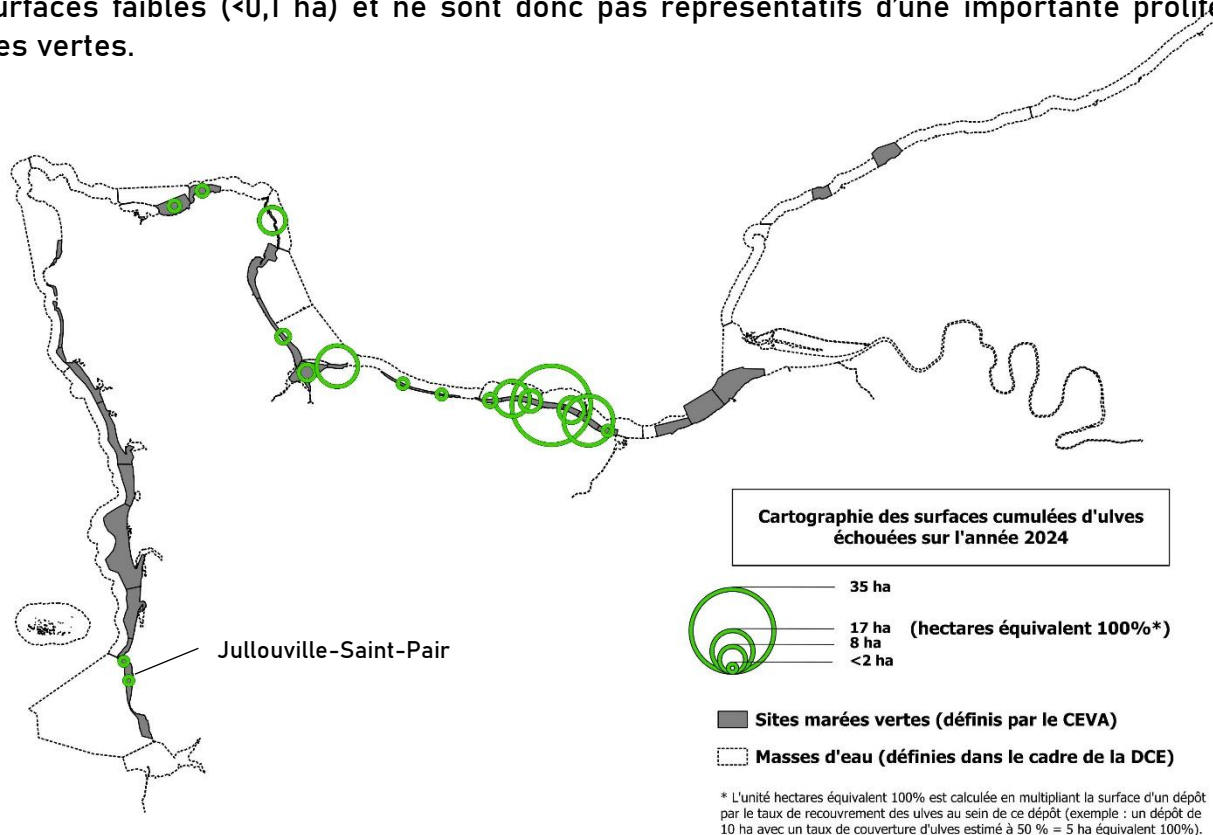 urfaces faibles (<0,1 ha) et ne sont donc pas représentatifs d'une importante prolifé
es vertes.
Jullouville-Saint-Pair
Cartographie des surfaces cumulées d'ulves
échouées sur l'année 2024
35 ha
17 ha (hectares équivalent 100%*)
8 ha
<2 ha
Sites marées vertes (définis par le CEVA)
Masses d'eau (définies dans le cadre de la DCE)
* L'unité hectares équivalent 100% est calculée en multipliant la surface d'un dépôt
par le taux de recouvrement des ulves au sein de ce dépôt (exemple : un dépôt de
10 ha avec un taux de couverture d'ulves estimé à 50 % = 5 ha équivalent 100%).